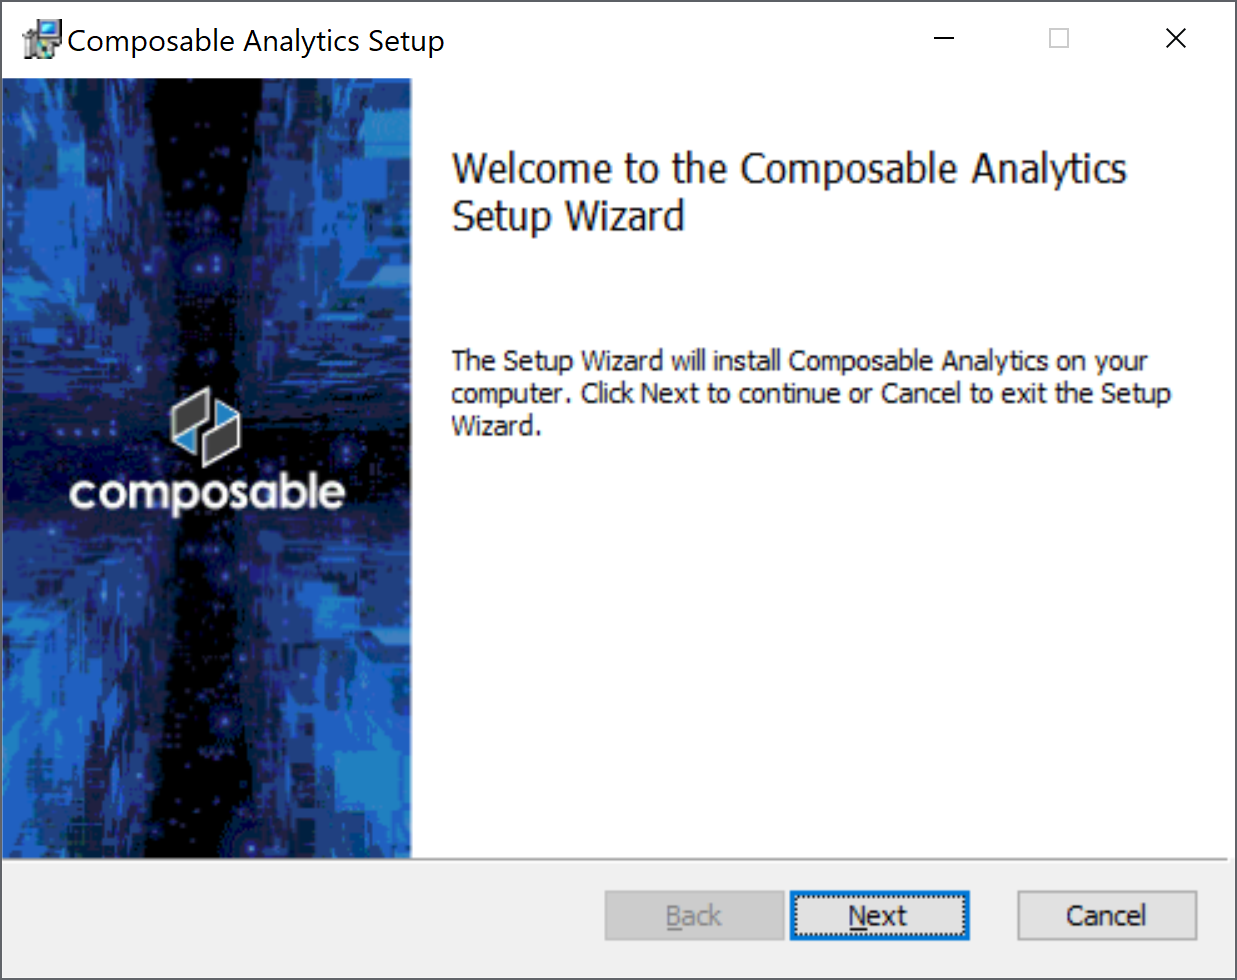 Composable Analytics Setup
Welcome to the Composable Analytics
Setup Wizard
The Setup Wizard will install Composable Analytics on your
computer. Click Next to continue or Cancel to exit the Setup
Wizard.
composable
Back
Next
Cancel